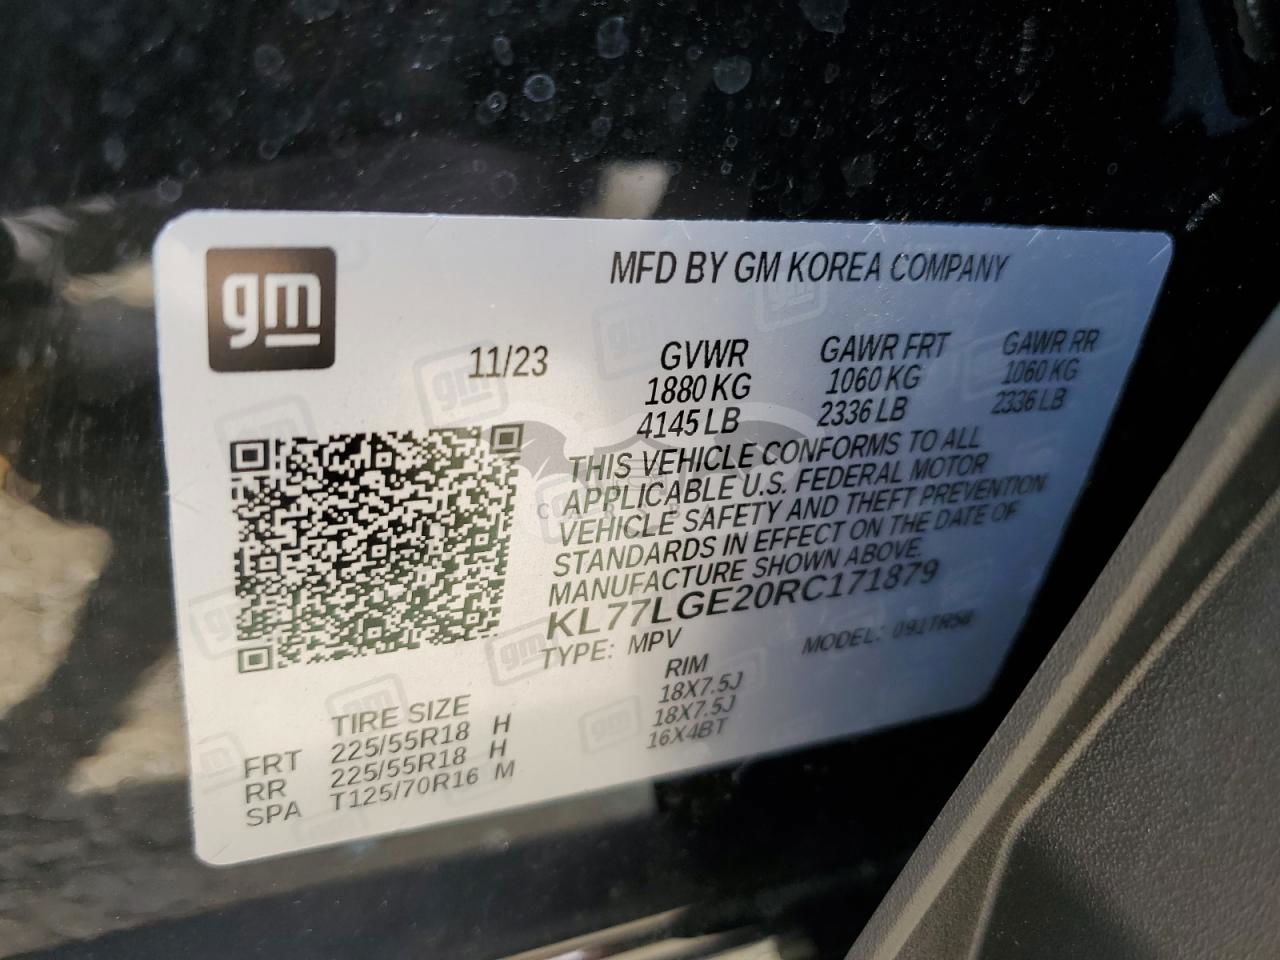 gm
MFD BY GM KOREA COMPANY
11/23 GVWR GAWR FRT GAWR RR
1880 KG 1060 KG 1060 KG
4145 LB 2336 LB 2336 LB
THIS VEHICLE CONFORMS TO ALL
APPLICABLE U.S. FEDERAL MOTOR
VEHICLE SAFETY AND THEFT PREVENTION
STANDARDS IN EFFECT ON THE DATE OF
MANUFACTURE SHOWN ABOVE.
KL77LGE20RC171879
TYPE: MPV MODEL:
TIRE SIZE RIM
FRT 225/55R18 H 18X7.5J
RR 225/55R18 H 18X7.5J
SPA T125/70R16 M 16X4BT